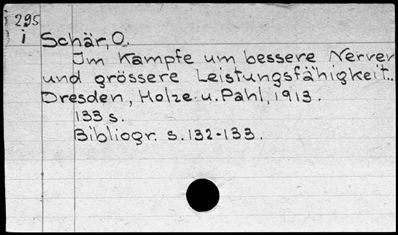 295
i Schär, O.
Im Kampfe um bessere Nerven
und grössere Leistungsfähigkeit.
Dresden, Holze u. Pahl, 1913.
133 s.
Bibliogr. s. 132-133.